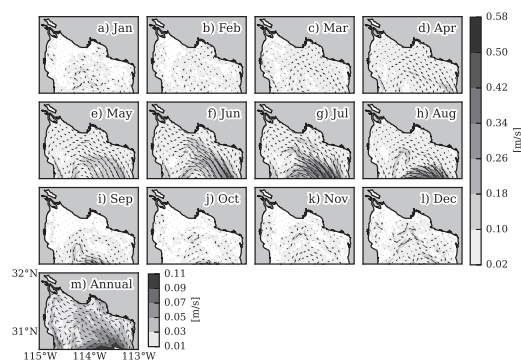 a) Jan
b) Feb
c) Mar
d) Apr
0.58
0.50
0.42
0.34
0.26
0.18
0.10
0.02
[m/s]
e) May
f) Jun
g) Jul
h) Aug
i) Sep
j) Oct
k) Nov
l) Dec
m) Annual
32°N
31°N
115°W 114°W 113°W
0.11
0.09
0.07
0.05
0.03
0.01
[m/s]